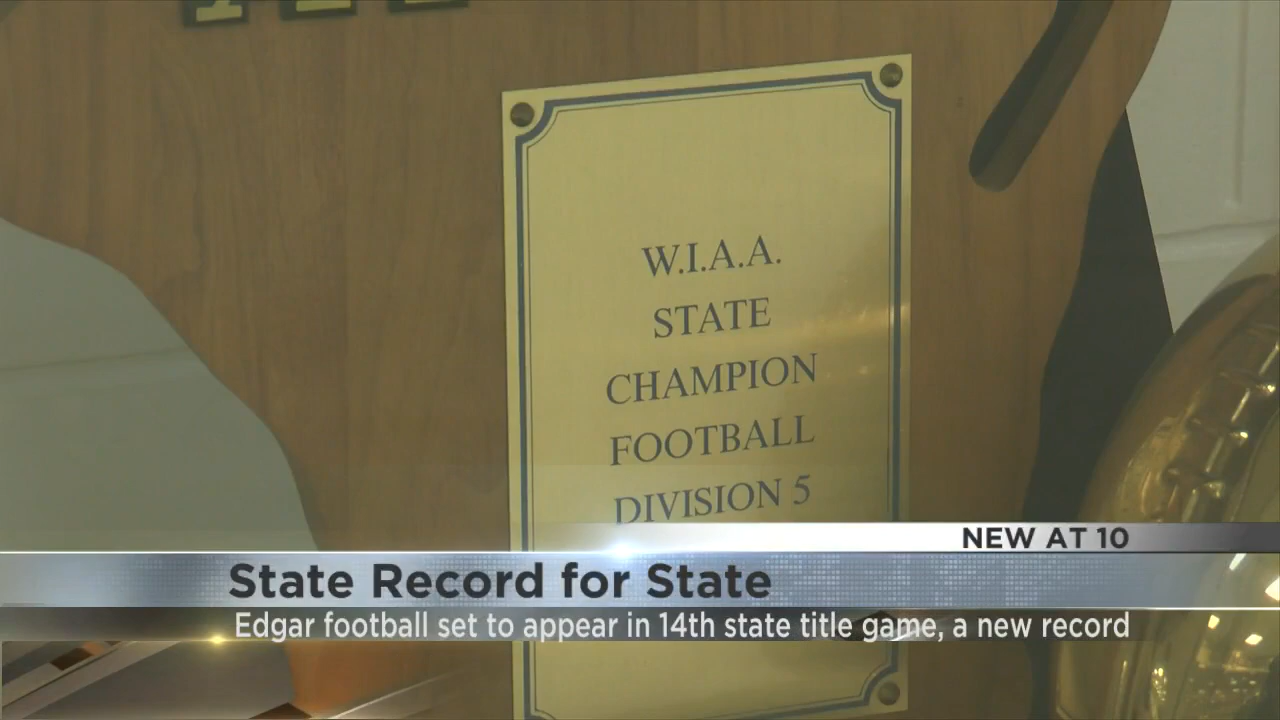 W.I.A.A.
STATE
CHAMPION
FOOTBALL
DIVISION 5
NEW AT 10
State Record for State
Edgar football set to appear in 14th state title game, a new record